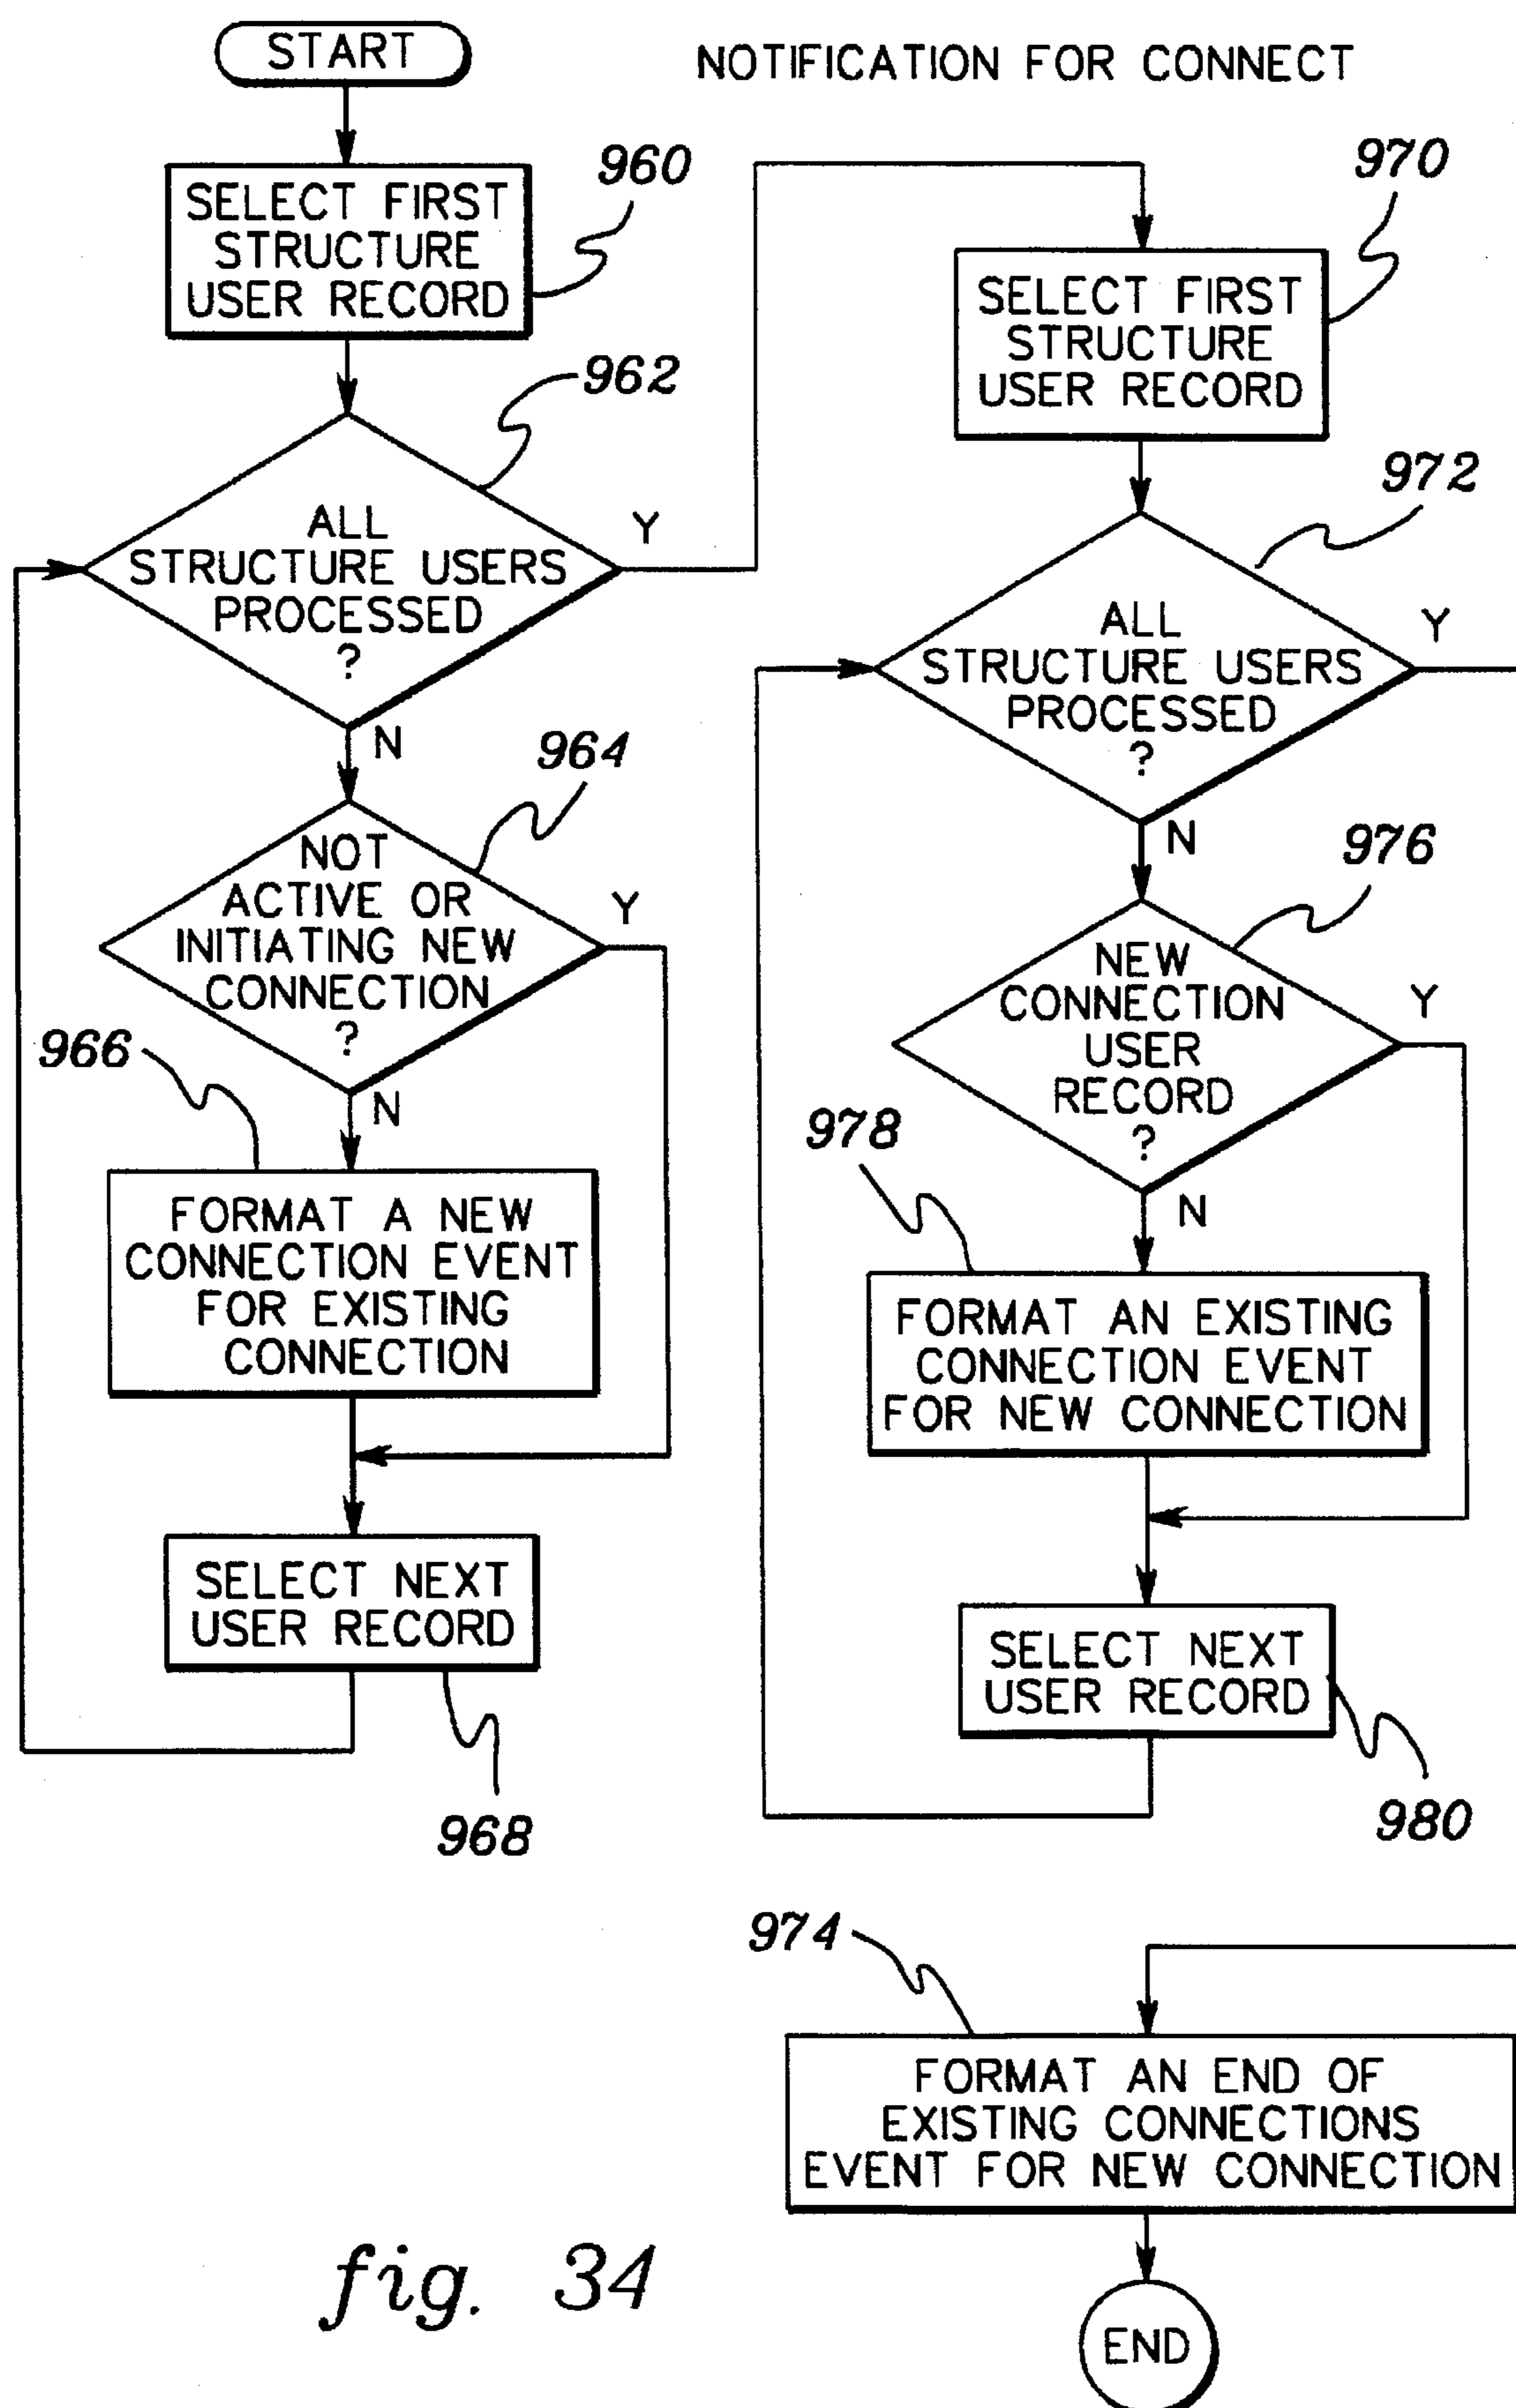 START
NOTIFICATION FOR CONNECT
960
SELECT FIRST
STRUCTURE
USER RECORD
962
ALL
STRUCTURE USERS
PROCESSED
?
Y
N
964
NOT
ACTIVE OR
INITIATING NEW
CONNECTION
?
Y
N
966
FORMAT A NEW
CONNECTION EVENT
FOR EXISTING
CONNECTION
SELECT NEXT
USER RECORD
968
970
SELECT FIRST
STRUCTURE
USER RECORD
972
ALL
STRUCTURE USERS
PROCESSED
?
Y
N
976
NEW
CONNECTION
USER
RECORD
?
Y
N
978
FORMAT AN EXISTING
CONNECTION EVENT
FOR NEW CONNECTION
SELECT NEXT
USER RECORD
980
974
FORMAT AN END OF
EXISTING CONNECTIONS
EVENT FOR NEW CONNECTION
END
fig. 34